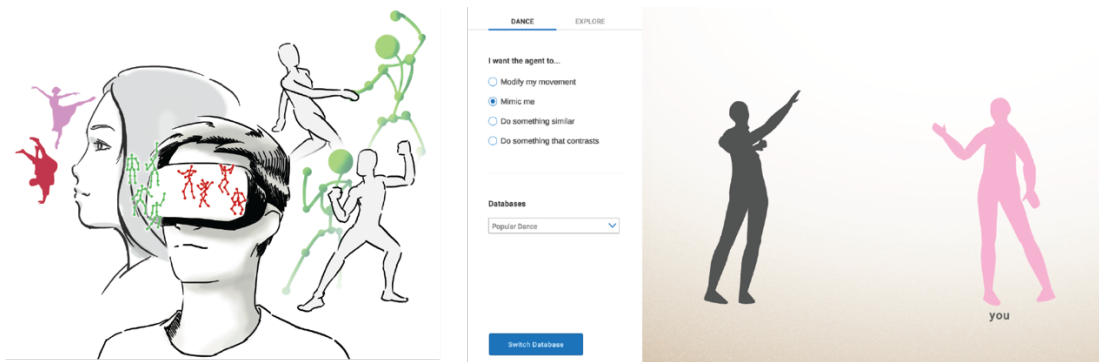 DANCE
EXPLORE
I want the agent to...
Modify my movement
Mimic me
Do something similar
Do something that contrasts
Databases
Popular Dance
Switch Database
you